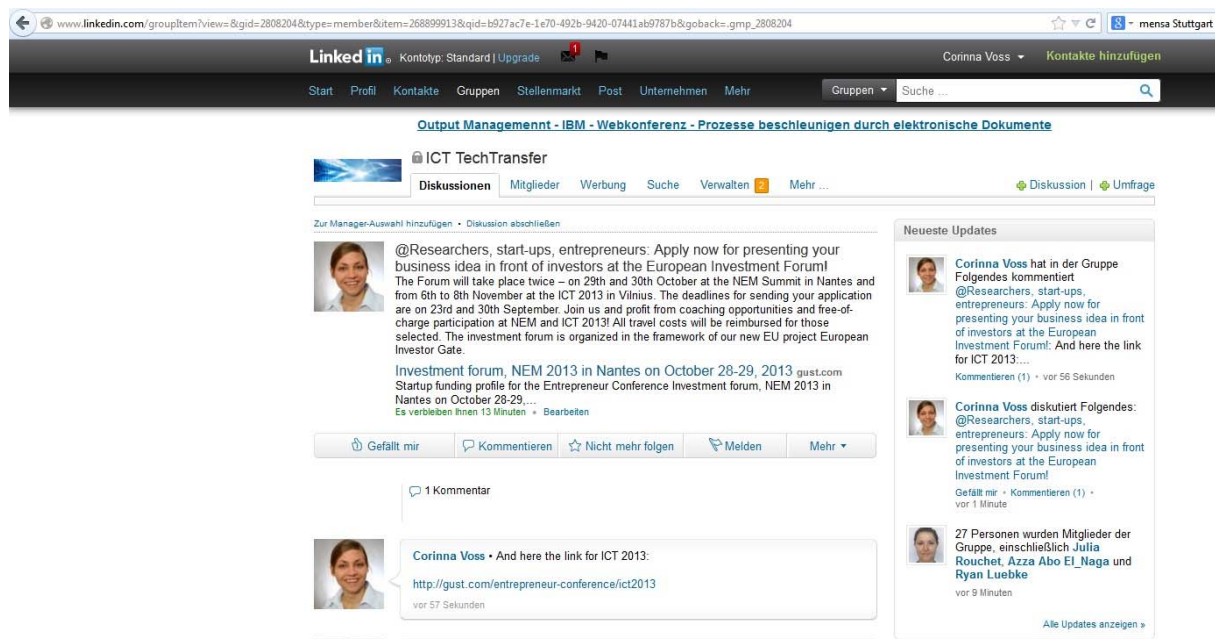 www.linkedin.com/groupItem?view=&gid=2808204&type=member&item=268899913&qid=b927ac7e-1e70-492b-9420-07441ab9787b&goback=.gmp_2808204
mensa Stuttgart
Linked in Kontotyp: Standard | Upgrade 1 Corinna Voss Kontakte hinzufügen
Start Profil Kontakte Gruppen Stellenmarkt Post Unternehmen Mehr Gruppen Suche ...
Output Managemennt - IBM - Webkonferenz - Prozesse beschleunigen durch elektronische Dokumente
ICT TechTransfer
Diskussionen Mitglieder Werbung Suche Verwalten 2 Mehr ... Diskussion | Umfrage
Zur Manager-Auswahl hinzufügen • Diskussion abschließen
@Researchers, start-ups, entrepreneurs: Apply now for presenting your
business idea in front of investors at the European Investment Forum!
The Forum will take place twice – on 29th and 30th October at the NEM Summit in Nantes and
from 6th to 8th November at the ICT 2013 in Vilnius. The deadlines for sending your application
are on 23rd and 30th September. Join us and profit from coaching opportunities and free-of-
charge participation at NEM and ICT 2013! All travel costs will be reimbursed for those
selected. The investment forum is organized in the framework of our new EU project European
Investor Gate.
Investment forum, NEM 2013 in Nantes on October 28-29, 2013 gust.com
Startup funding profile for the Entrepreneur Conference Investment forum, NEM 2013 in
Nantes on October 28-29,...
Es verbleiben Ihnen 13 Minuten • Bearbeiten
Gefällt mir Kommentieren Nicht mehr folgen Melden Mehr
1 Kommentar
Corinna Voss • And here the link for ICT 2013:
http://gust.com/entrepreneur-conference/ict2013
vor 57 Sekunden
Neueste Updates
Corinna Voss hat in der Gruppe
Folgendes kommentiert
@Researchers, start-ups,
entrepreneurs: Apply now for
presenting your business idea in front
of investors at the European
Investment Forum!: And here the link
for ICT 2013:...
Kommentieren (1) • vor 56 Sekunden
Corinna Voss diskutiert Folgendes:
@Researchers, start-ups,
entrepreneurs: Apply now for
presenting your business idea in front
of investors at the European
Investment Forum!
Gefällt mir • Kommentieren (1) •
vor 1 Minute
27 Personen wurden Mitglieder der
Gruppe, einschließlich Julia
Rouchet, Azza Abo El_Naga und
Ryan Luebke
vor 9 Minuten
Alle Updates anzeigen »